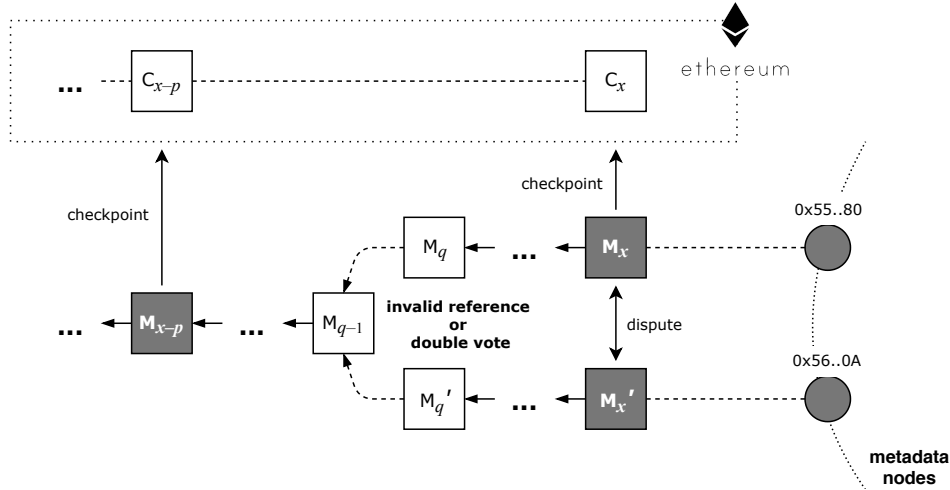 ... C_{x–p} C_x
ethereum
checkpoint
checkpoint
0x55..80
M_q ... M_x
... M_{x–p} ... M_{q–1}
invalid reference
or
double vote
dispute
0x56..0A
M_q' ... M_x'
metadata
nodes